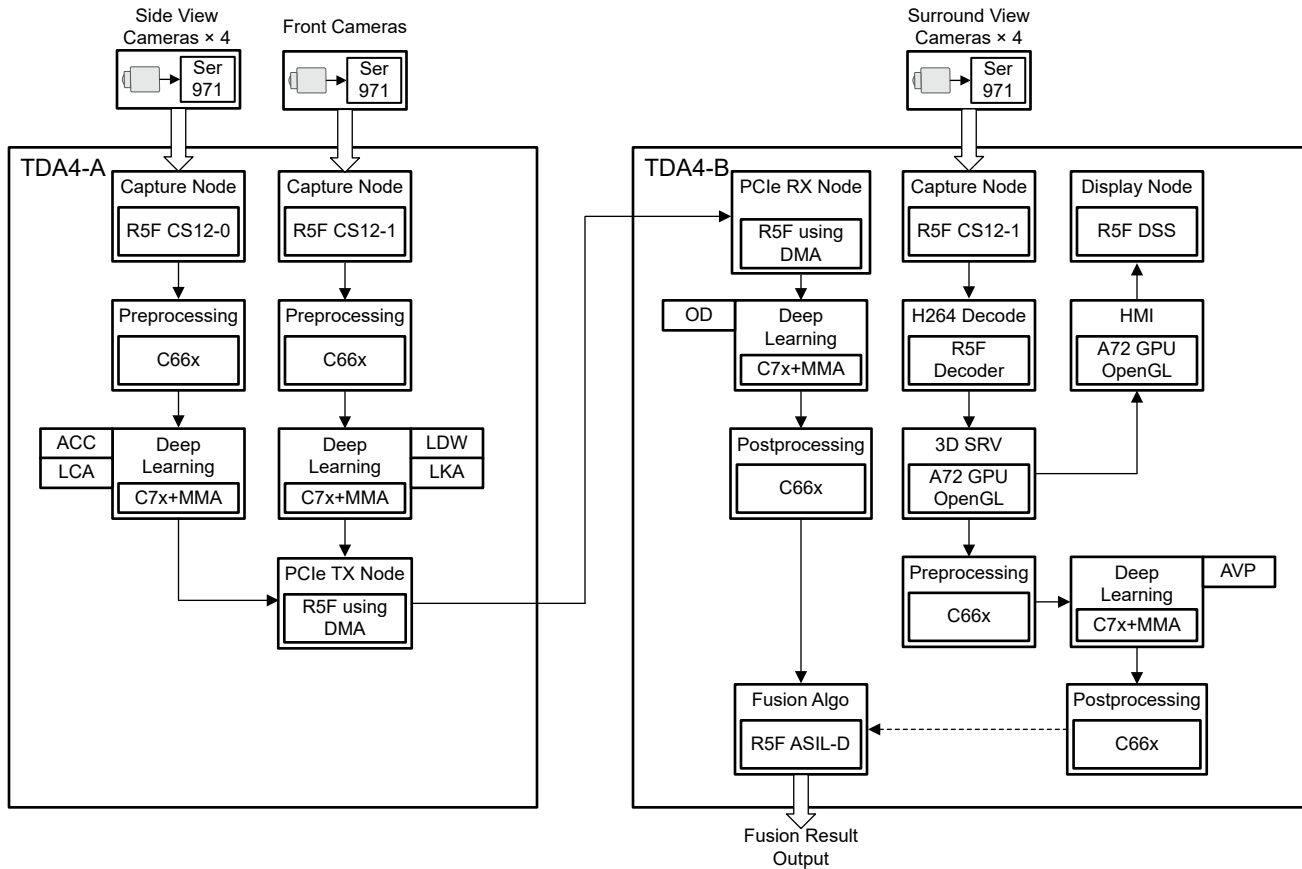 Side View
Cameras × 4
Ser
971
Front Cameras
Ser
971
Surround View
Cameras × 4
Ser
971
TDA4-A
Capture Node
R5F CS12-0
Capture Node
R5F CS12-1
Preprocessing
C66x
Preprocessing
C66x
ACC
LCA
Deep
Learning
C7x+MMA
Deep
Learning
C7x+MMA
LDW
LKA
PCIe TX Node
R5F using
DMA
TDA4-B
PCIe RX Node
R5F using
DMA
Capture Node
R5F CS12-1
Display Node
R5F DSS
OD
Deep
Learning
C7x+MMA
H264 Decode
R5F
Decoder
HMI
A72 GPU
OpenGL
Postprocessing
C66x
3D SRV
A72 GPU
OpenGL
Preprocessing
C66x
Deep
Learning
C7x+MMA
AVP
Fusion Algo
R5F ASIL-D
Postprocessing
C66x
Fusion Result
Output